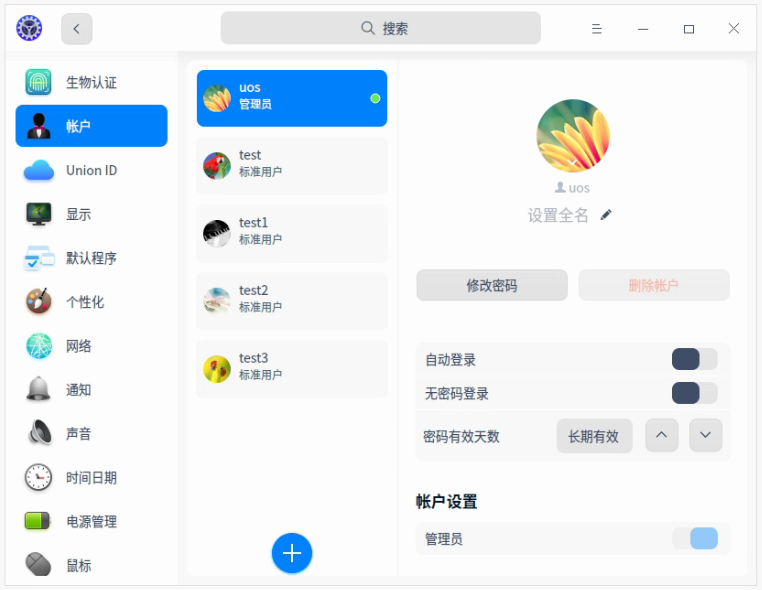 搜索
生物认证
帐户
Union ID
显示
默认程序
个性化
网络
通知
声音
时间日期
电源管理
鼠标
uos
管理员
test
标准用户
test1
标准用户
test2
标准用户
test3
标准用户
uos
设置全名
修改密码
删除帐户
自动登录
无密码登录
密码有效天数
长期有效
帐户设置
管理员